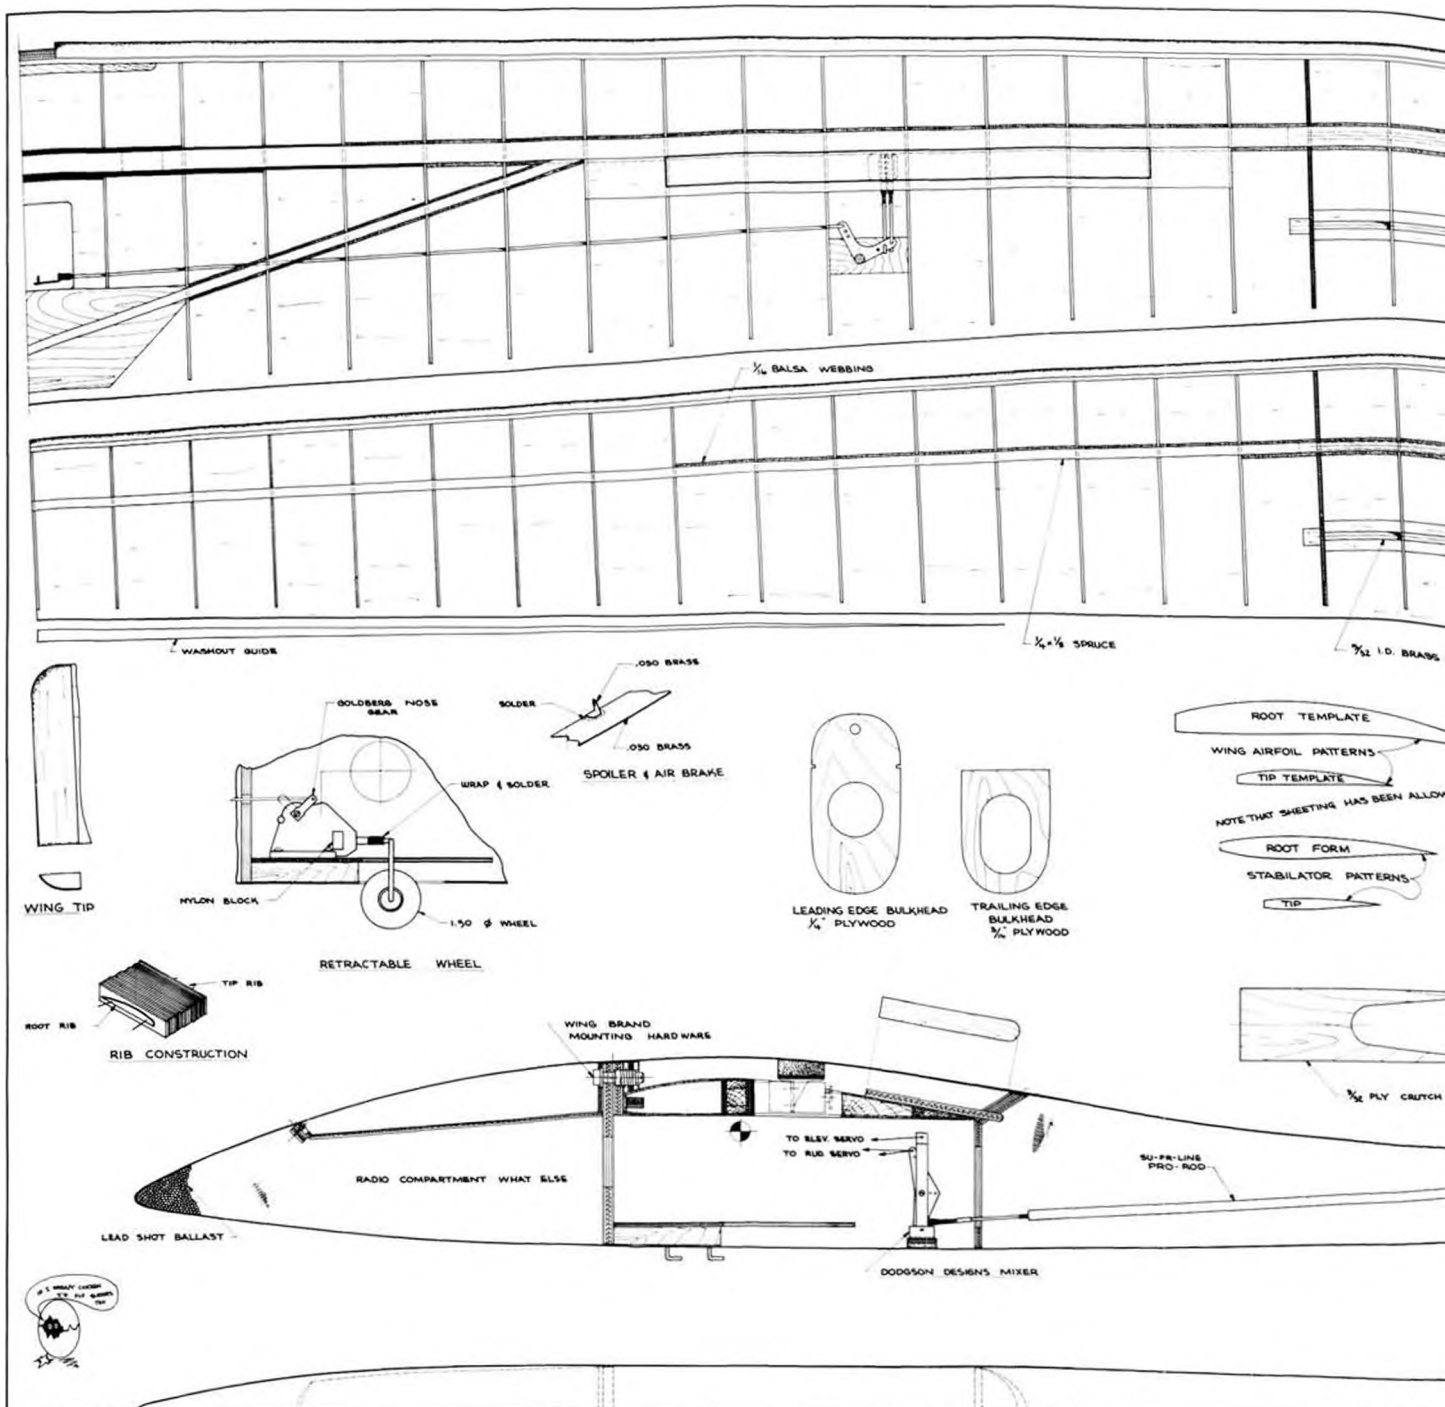 1/16 BALSA WEBBING
WASHOUT GUIDE
1/4 x 1/8 SPRUCE
3/32 I.D. BRASS
GOLDBERG NOSE
GEAR
SOLDER
.030 BRASS
.030 BRASS
SPOILER & AIR BRAKE
WRAP & SOLDER
NYLON BLOCK
1.50 Ø WHEEL
RETRACTABLE WHEEL
WING TIP
LEADING EDGE BULKHEAD
1/4" PLYWOOD
TRAILING EDGE
BULKHEAD
PLYWOOD
ROOT TEMPLATE
WING AIRFOIL PATTERNS
TIP TEMPLATE
NOTE THAT SHEETING HAS BEEN ALLOW
ROOT FORM
STABILATOR PATTERNS
TIP
TIP RIB
ROOT RIB
RIB CONSTRUCTION
WING BRAND
MOUNTING HARDWARE
3/32 PLY CRUTCH
TO ELEV. SERVO
TO RUD. SERVO
SU-PR-LINE
PRO-ROD
RADIO COMPARTMENT WHAT ELSE
LEAD SHOT BALLAST
DODGSON DESIGNS MIXER